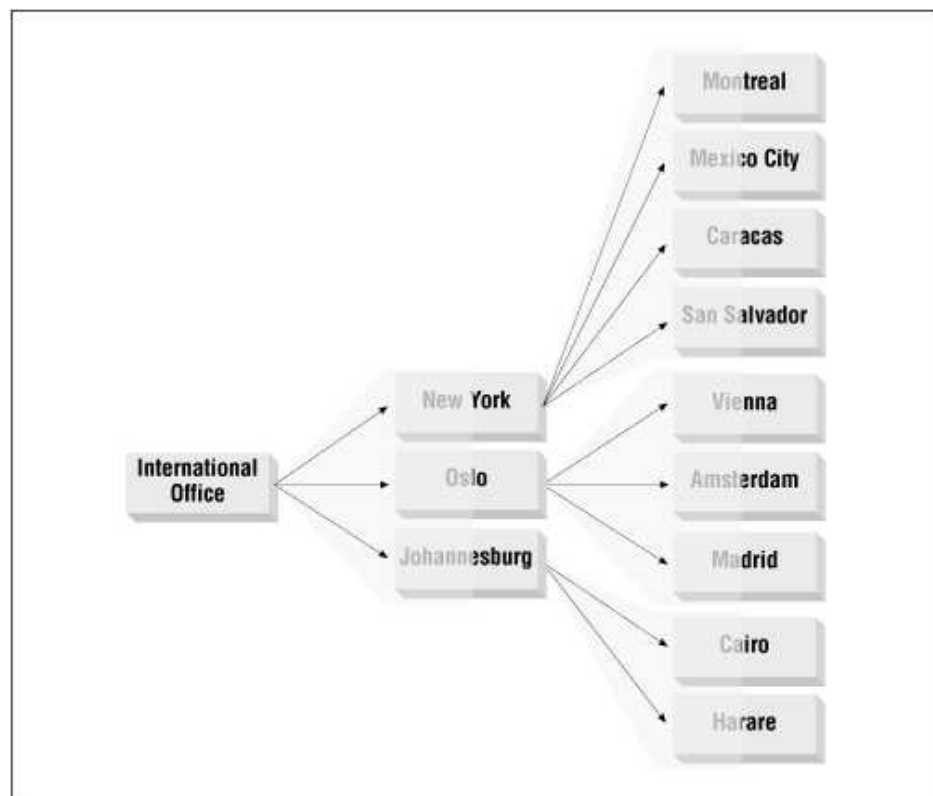 Montreal
Mexico City
Caracas
San Salvador
New York
Vienna
International
Office
Oslo
Amsterdam
Johannesburg
Madrid
Cairo
Harare